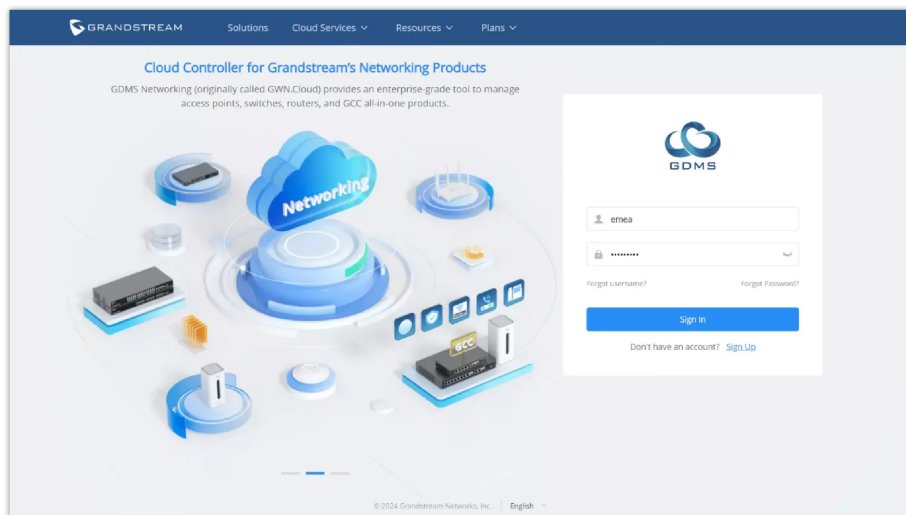 GRANDSTREAM
Solutions
Cloud Services
Resources
Plans
Cloud Controller for Grandstream's Networking Products
GDMS Networking (originally called GWN.Cloud) provides an enterprise-grade tool to manage
access points, switches, routers, and GCC all-in-one products.
Networking
GCC
GDMS
emea
Forgot username?
Forgot Password?
Sign In
Don't have an account? Sign Up
© 2024 Grandstream Networks, Inc.
English